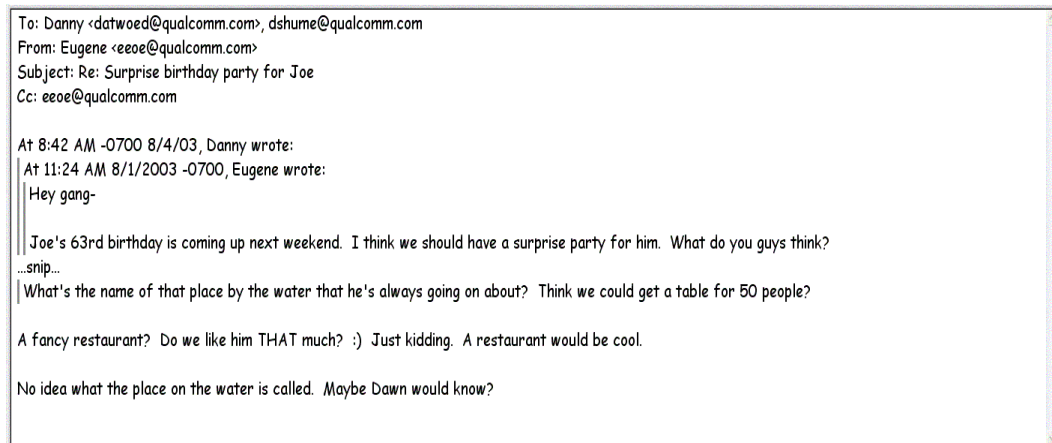 To: Danny <datwoed@qualcomm.com>, dshume@qualcomm.com
From: Eugene <eeoe@qualcomm.com>
Subject: Re: Surprise birthday party for Joe
Cc: eeoe@qualcomm.com
At 8:42 AM -0700 8/4/03, Danny wrote:
At 11:24 AM 8/1/2003 -0700, Eugene wrote:
Hey gang-
Joe's 63rd birthday is coming up next weekend.  I think we should have a surprise party for him.  What do you guys think?
...snip...
What's the name of that place by the water that he's always going on about?  Think we could get a table for 50 people?
A fancy restaurant?  Do we like him THAT much?  :)  Just kidding.  A restaurant would be cool.
No idea what the place on the water is called.  Maybe Dawn would know?